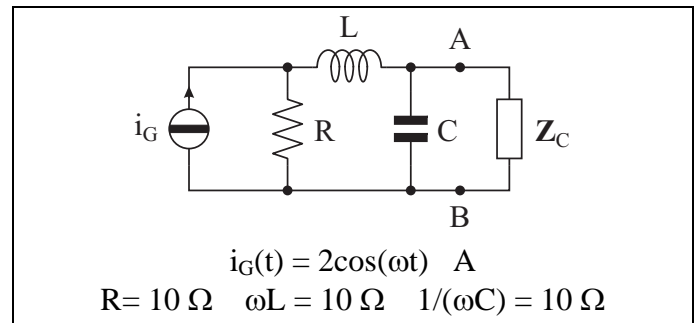 L
A
i_G
R
C
Z_C
B
i_G(t) = 2cos(ωt) A
R= 10 Ω ωL = 10 Ω 1/(ωC) = 10 Ω